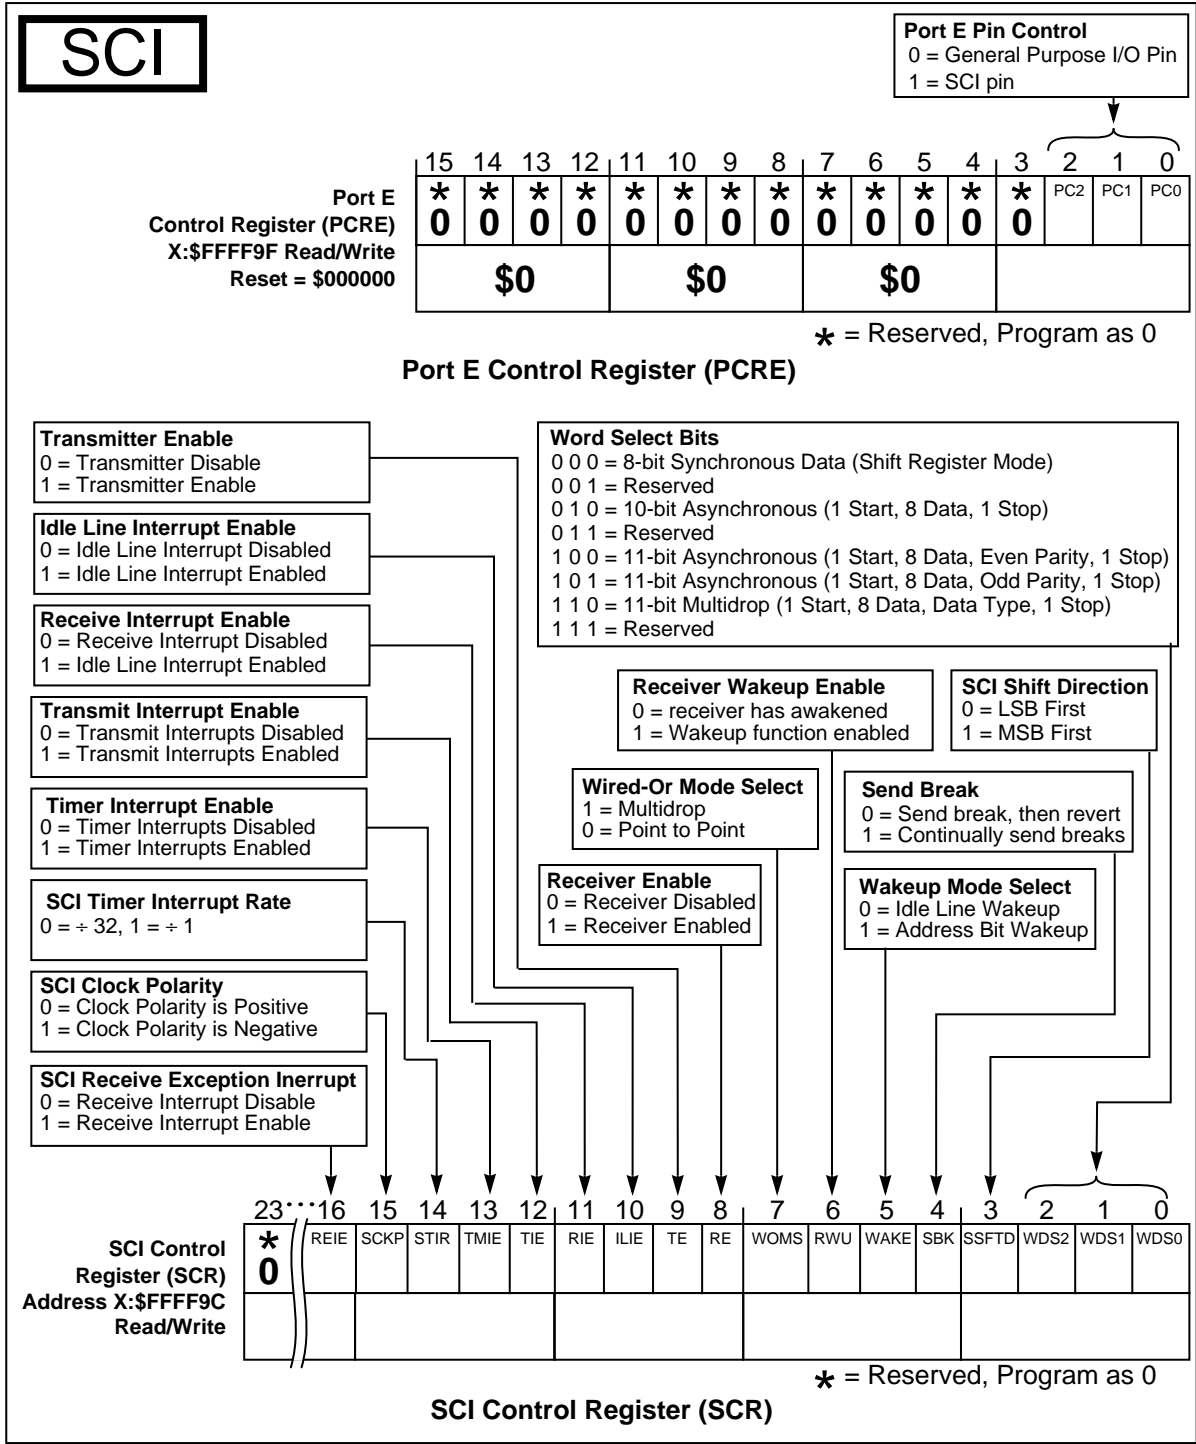 SCI
Port E Pin Control
0 = General Purpose I/O Pin
1 = SCI pin
15 14 13 12 11 10 9 8 7 6 5 4 3 2 1 0
Port E
Control Register (PCRE)
X:$FFFF9F Read/Write
Reset = $000000
* * * * * * * * * * * * * PC2 PC1 PC0
0 0 0 0 0 0 0 0 0 0 0 0 0
$0 $0 $0
* = Reserved, Program as 0
Port E Control Register (PCRE)
Transmitter Enable
0 = Transmitter Disable
1 = Transmitter Enable
Idle Line Interrupt Enable
0 = Idle Line Interrupt Disabled
1 = Idle Line Interrupt Enabled
Receive Interrupt Enable
0 = Receive Interrupt Disabled
1 = Idle Line Interrupt Enabled
Transmit Interrupt Enable
0 = Transmit Interrupts Disabled
1 = Transmit Interrupts Enabled
Timer Interrupt Enable
0 = Timer Interrupts Disabled
1 = Timer Interrupts Enabled
SCI Timer Interrupt Rate
0 = ÷ 32, 1 = ÷ 1
SCI Clock Polarity
0 = Clock Polarity is Positive
1 = Clock Polarity is Negative
SCI Receive Exception Inerrupt
0 = Receive Interrupt Disable
1 = Receive Interrupt Enable
Word Select Bits
0 0 0 = 8-bit Synchronous Data (Shift Register Mode)
0 0 1 = Reserved
0 1 0 = 10-bit Asynchronous (1 Start, 8 Data, 1 Stop)
0 1 1 = Reserved
1 0 0 = 11-bit Asynchronous (1 Start, 8 Data, Even Parity, 1 Stop)
1 0 1 = 11-bit Asynchronous (1 Start, 8 Data, Odd Parity, 1 Stop)
1 1 0 = 11-bit Multidrop (1 Start, 8 Data, Data Type, 1 Stop)
1 1 1 = Reserved
Receiver Wakeup Enable
0 = receiver has awakened
1 = Wakeup function enabled
SCI Shift Direction
0 = LSB First
1 = MSB First
Wired-Or Mode Select
1 = Multidrop
0 = Point to Point
Send Break
0 = Send break, then revert
1 = Continually send breaks
Receiver Enable
0 = Receiver Disabled
1 = Receiver Enabled
Wakeup Mode Select
0 = Idle Line Wakeup
1 = Address Bit Wakeup
23 ··· 16 15 14 13 12 11 10 9 8 7 6 5 4 3 2 1 0
SCI Control
Register (SCR)
Address X:$FFFF9C
Read/Write
* REIE SCKP STIR TMIE TIE RIE ILIE TE RE WOMS RWU WAKE SBK SSFTD WDS2 WDS1 WDS0
0
* = Reserved, Program as 0
SCI Control Register (SCR)